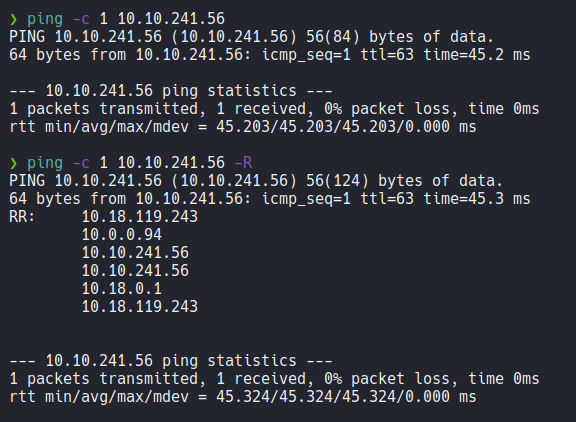 ❯ ping -c 1 10.10.241.56
PING 10.10.241.56 (10.10.241.56) 56(84) bytes of data.
64 bytes from 10.10.241.56: icmp_seq=1 ttl=63 time=45.2 ms

--- 10.10.241.56 ping statistics ---
1 packets transmitted, 1 received, 0% packet loss, time 0ms
rtt min/avg/max/mdev = 45.203/45.203/45.203/0.000 ms

❯ ping -c 1 10.10.241.56 -R
PING 10.10.241.56 (10.10.241.56) 56(124) bytes of data.
64 bytes from 10.10.241.56: icmp_seq=1 ttl=63 time=45.3 ms
RR:     10.18.119.243
        10.0.0.94
        10.10.241.56
        10.10.241.56
        10.18.0.1
        10.18.119.243

--- 10.10.241.56 ping statistics ---
1 packets transmitted, 1 received, 0% packet loss, time 0ms
rtt min/avg/max/mdev = 45.324/45.324/45.324/0.000 ms